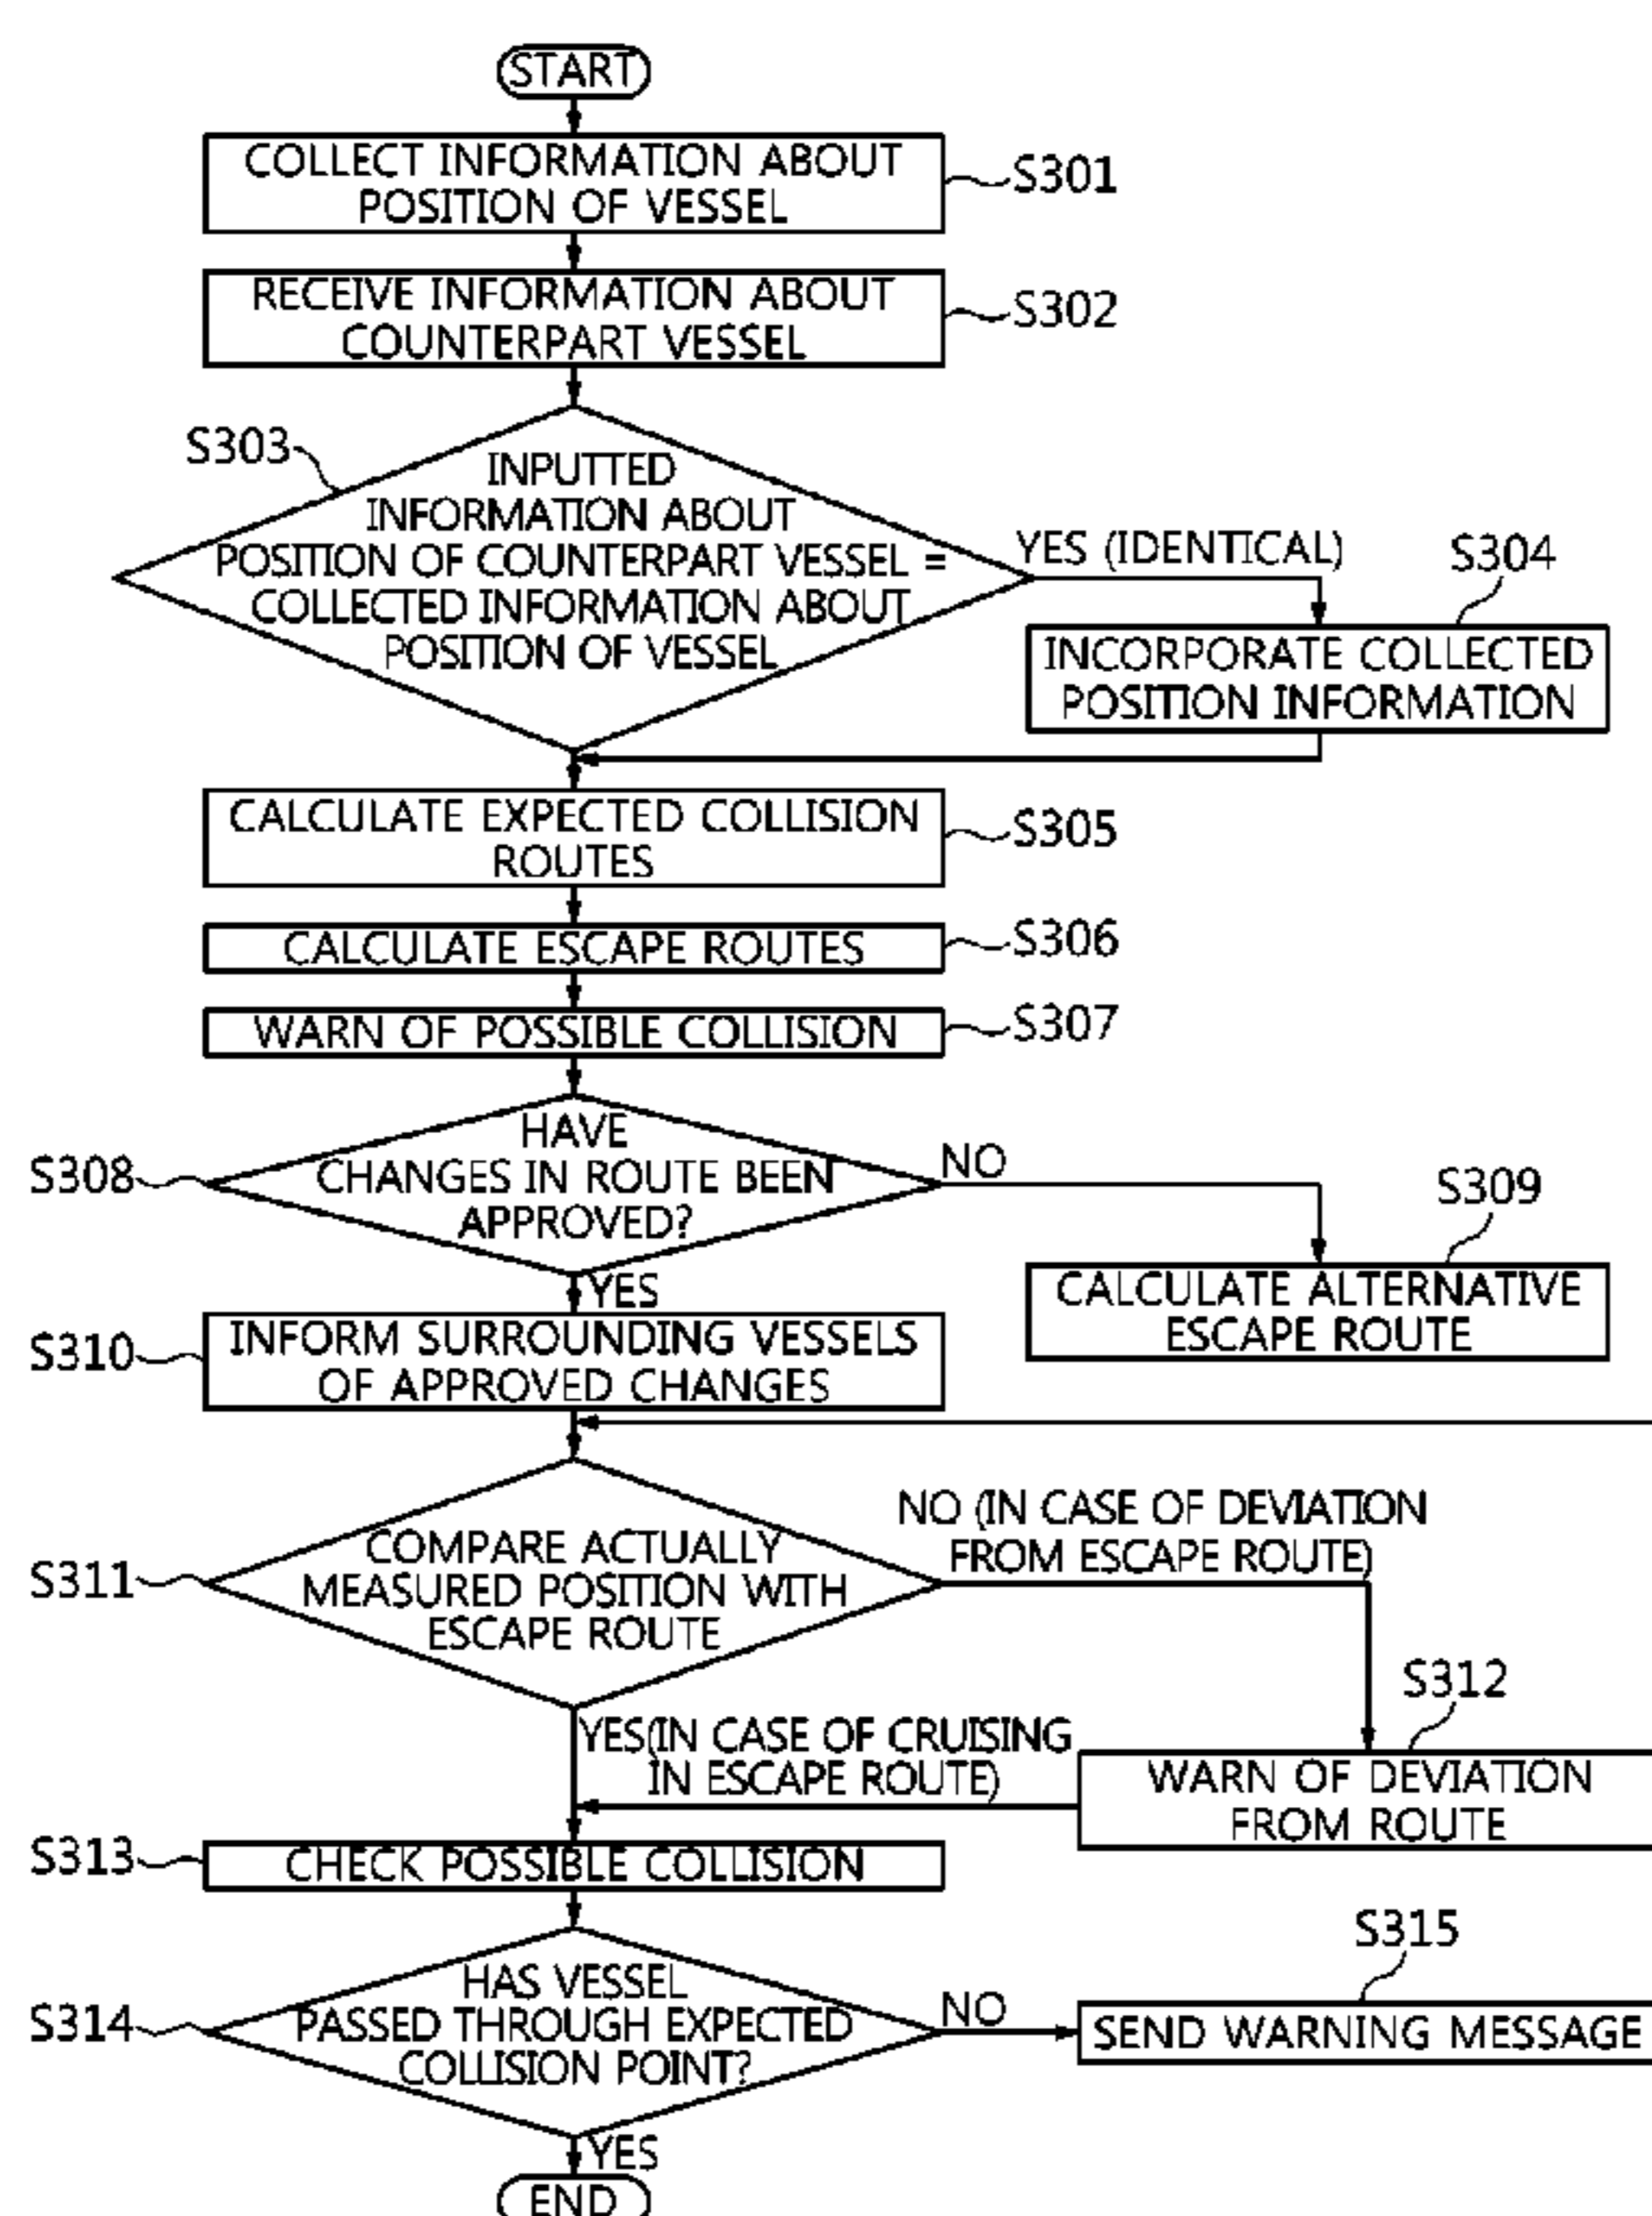 START
COLLECT INFORMATION ABOUT
POSITION OF VESSEL
S301
RECEIVE INFORMATION ABOUT
COUNTERPART VESSEL
S302
S303
INPUTTED
INFORMATION ABOUT
POSITION OF COUNTERPART VESSEL =
COLLECTED INFORMATION ABOUT
POSITION OF VESSEL
YES (IDENTICAL)
S304
INCORPORATE COLLECTED
POSITION INFORMATION
CALCULATE EXPECTED COLLISION
ROUTES
S305
CALCULATE ESCAPE ROUTES
S306
WARN OF POSSIBLE COLLISION
S307
S308
HAVE
CHANGES IN ROUTE BEEN
APPROVED?
NO
S309
CALCULATE ALTERNATIVE
ESCAPE ROUTE
YES
S310
INFORM SURROUNDING VESSELS
OF APPROVED CHANGES
S311
COMPARE ACTUALLY
MEASURED POSITION WITH
ESCAPE ROUTE
NO (IN CASE OF DEVIATION
FROM ESCAPE ROUTE)
S312
WARN OF DEVIATION
FROM ROUTE
YES(IN CASE OF CRUISING
IN ESCAPE ROUTE)
S313
CHECK POSSIBLE COLLISION
S314
HAS VESSEL
PASSED THROUGH EXPECTED
COLLISION POINT?
NO
S315
SEND WARNING MESSAGE
YES
END